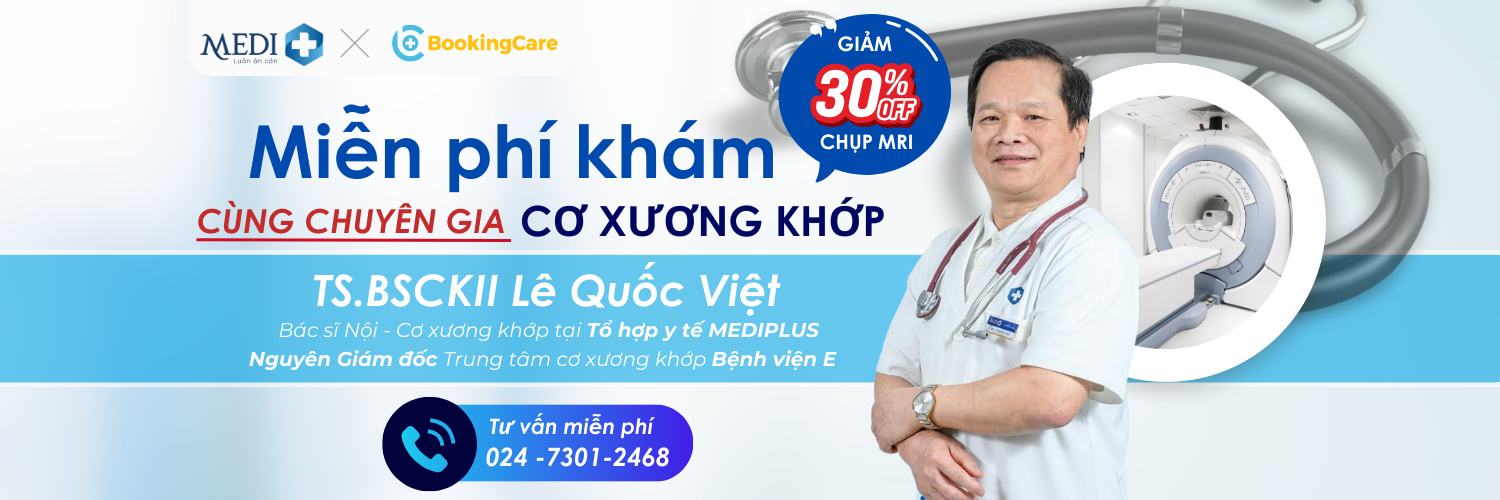 MEDI
Luôn ân cần
BookingCare
GIẢM
30% OFF
CHỤP MRI
Miễn phí khám
CÙNG CHUYÊN GIA CƠ XƯƠNG KHỚP
TS.BSCKII Lê Quốc Việt
Bác sĩ Nội - Cơ xương khớp tại Tổ hợp y tế MEDIPLUS
Nguyên Giám đốc Trung tâm cơ xương khớp Bệnh viện E
Tư vấn miễn phí
024 -7301-2468